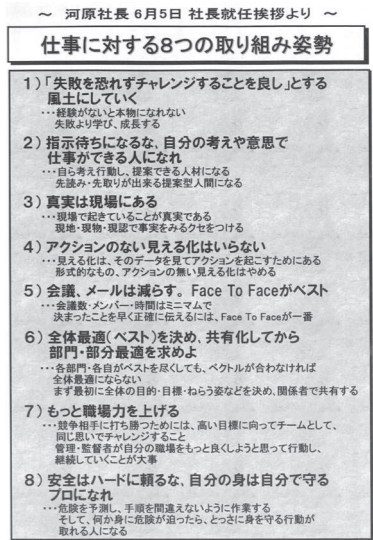 ～ 河原社長 6月5日 社長就任挨拶より ～
仕事に対する8つの取り組み姿勢
1)「失敗を恐れずチャレンジすることを良し」とする
風土にしていく
･･･経験がないと本物になれない
失敗より学び、成長する
2)指示待ちになるな、自分の考えや意思で
仕事ができる人になれ
･･･自ら考え行動し、提案できる人材になる
先読み・先取りが出来る提案型人間になる
3)真実は現場にある
･･･現場で起きていることが真実である
現地・現物・現認で事実をみるクセをつける
4)アクションのない見える化はいらない
･･･見える化は、そのデータを見てアクションを起こすためにある
形式的なもの、アクションの無い見える化はやめる
5)会議、メールは減らす。Face To Faceがベスト
･･･会議数・メンバー・時間はミニマムで
決まったことを早く正確に伝えるには、Face To Faceが一番
6)全体最適(ベスト)を決め、共有化してから
部門・部分最適を求めよ
･･･各部門・各自がベストを尽くしても、ベクトルが合わなければ
全体最適にならない
まず最初に全体の目的・目標・ねらう姿などを決め、関係者で共有する
7)もっと職場力を上げる
･･･競争相手に打ち勝つためには、高い目標に向ってチームとして、
同じ思いでチャレンジすること
管理・監督者が自分の職場をもっと良くしようと思って行動し、
継続していくことが大事
8)安全はハードに頼るな、自分の身は自分で守る
プロになれ
･･･危険を予測し、手順を間違えないように作業する
そして、何か身に危険が迫ったら、とっさに身を守る行動が
取れる人になる